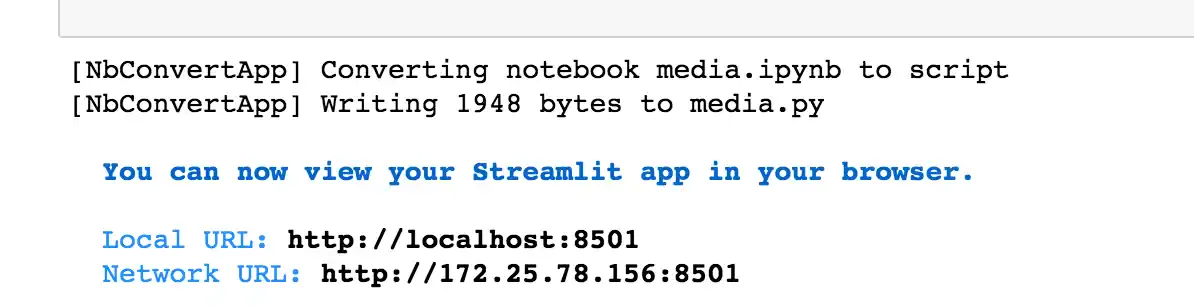 [NbConvertApp] Converting notebook media.ipynb to script
[NbConvertApp] Writing 1948 bytes to media.py
You can now view your Streamlit app in your browser.
Local URL: http://localhost:8501
Network URL: http://172.25.78.156:8501